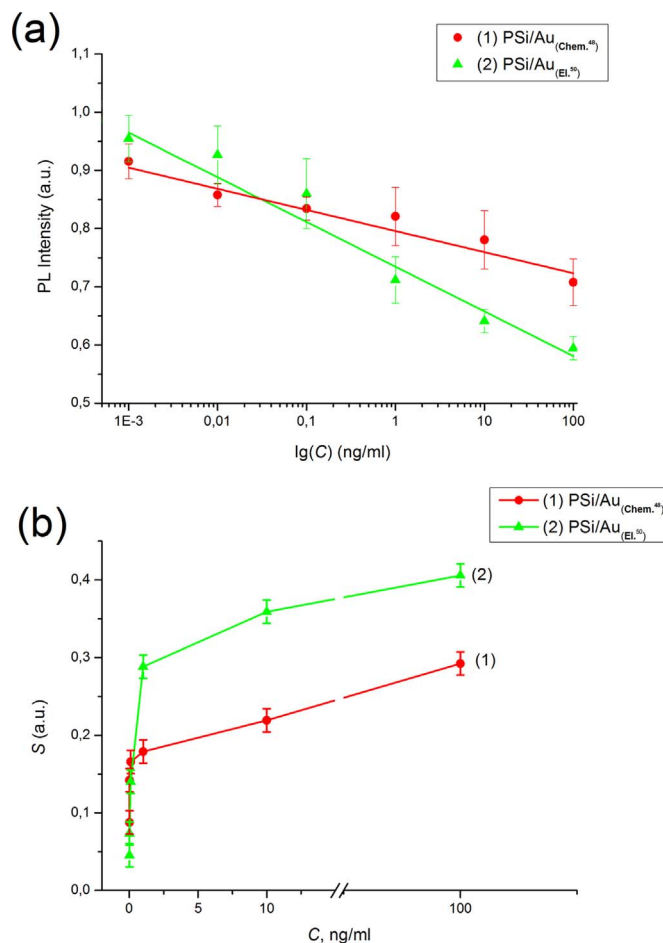 (a)
(1) PSi/Au(Chem.48)
(2) PSi/Au(El.50)
1,1
1,0
0,9
0,8
0,7
0,6
0,5
PL Intensity (a.u.)
1E-3 0,01 0,1 1 10 100
lg(C) (ng/ml)
(b)
(1) PSi/Au(Chem.48)
(2) PSi/Au(El.50)
0,4
0,3
0,2
0,1
0,0
S (a.u.)
(2)
(1)
0 5 10 100
C, ng/ml